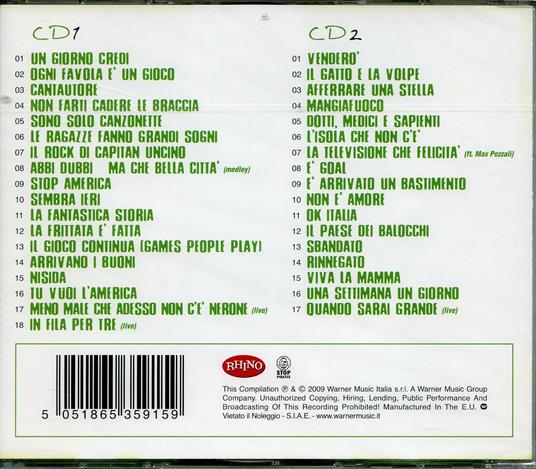 CD1
01 UN GIORNO CREDI
02 OGNI FAVOLA E' UN GIOCO
03 CANTAUTORE
04 NON FARTI CADERE LE BRACCIA
05 SONO SOLO CANZONETTE
06 LE RAGAZZE FANNO GRANDI SOGNI
07 IL ROCK DI CAPITAN UNCINO
08 ABBI DUBBI MA CHE BELLA CITTA' (medley)
09 STOP AMERICA
10 SEMBRA IERI
11 LA FANTASTICA STORIA
12 LA FRITTATA E' FATTA
13 IL GIOCO CONTINUA (GAMES PEOPLE PLAY)
14 ARRIVANO I BUONI
15 NISIDA
16 TU VUOI L'AMERICA
17 MENO MALE CHE ADESSO NON C'E' NERONE (live)
18 IN FILA PER TRE (live)
CD2
01 VENDERO'
02 IL GATTO E LA VOLPE
03 AFFERRARE UNA STELLA
04 MANGIAFUOCO
05 DOTTI, MEDICI E SAPIENTI
06 L'ISOLA CHE NON C'E'
07 LA TELEVISIONE CHE FELICITA' (ft. Max Pezzali)
08 E' GOAL
09 E' ARRIVATO UN BASTIMENTO
10 NON E' AMORE
11 OK ITALIA
12 IL PAESE DEI BALOCCHI
13 SBANDATO
14 RINNEGATO
15 VIVA LA MAMMA
16 UNA SETTIMANA UN GIORNO
17 QUANDO SARAI GRANDE (live)
5 051865 359159
RHINO
STOP
PIRATES
This Compilation ℗ & © 2009 Warner Music Italia s.r.l. A Warner Music Group
Company. Unauthorized Copying, Hiring, Lending, Public Performance And
Broadcasting Of This Recording Prohibited! Manufactured In The E.U.
Vietato il Noleggio - S.I.A.E. - www.warnermusic.it